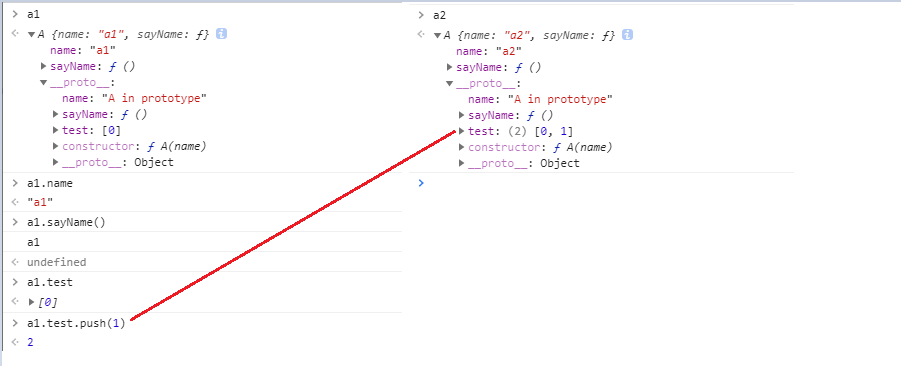 a1
A {name: "a1", sayName: ƒ} i
name: "a1"
sayName: ƒ ()
__proto__:
name: "A in prototype"
sayName: ƒ ()
test: [0]
constructor: ƒ A(name)
__proto__: Object
a1.name
"a1"
a1.sayName()
a1
undefined
a1.test
[0]
a1.test.push(1)
2
a2
A {name: "a2", sayName: ƒ} i
name: "a2"
sayName: ƒ ()
__proto__:
name: "A in prototype"
sayName: ƒ ()
test: (2) [0, 1]
constructor: ƒ A(name)
__proto__: Object